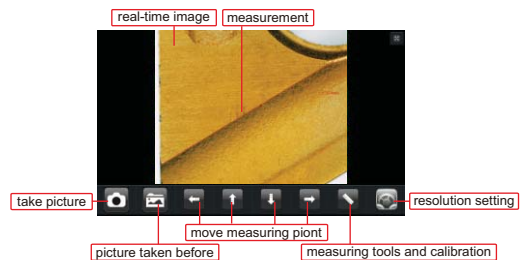 real-time image
measurement
take picture
resolution setting
move measuring piont
picture taken before
measuring tools and calibration